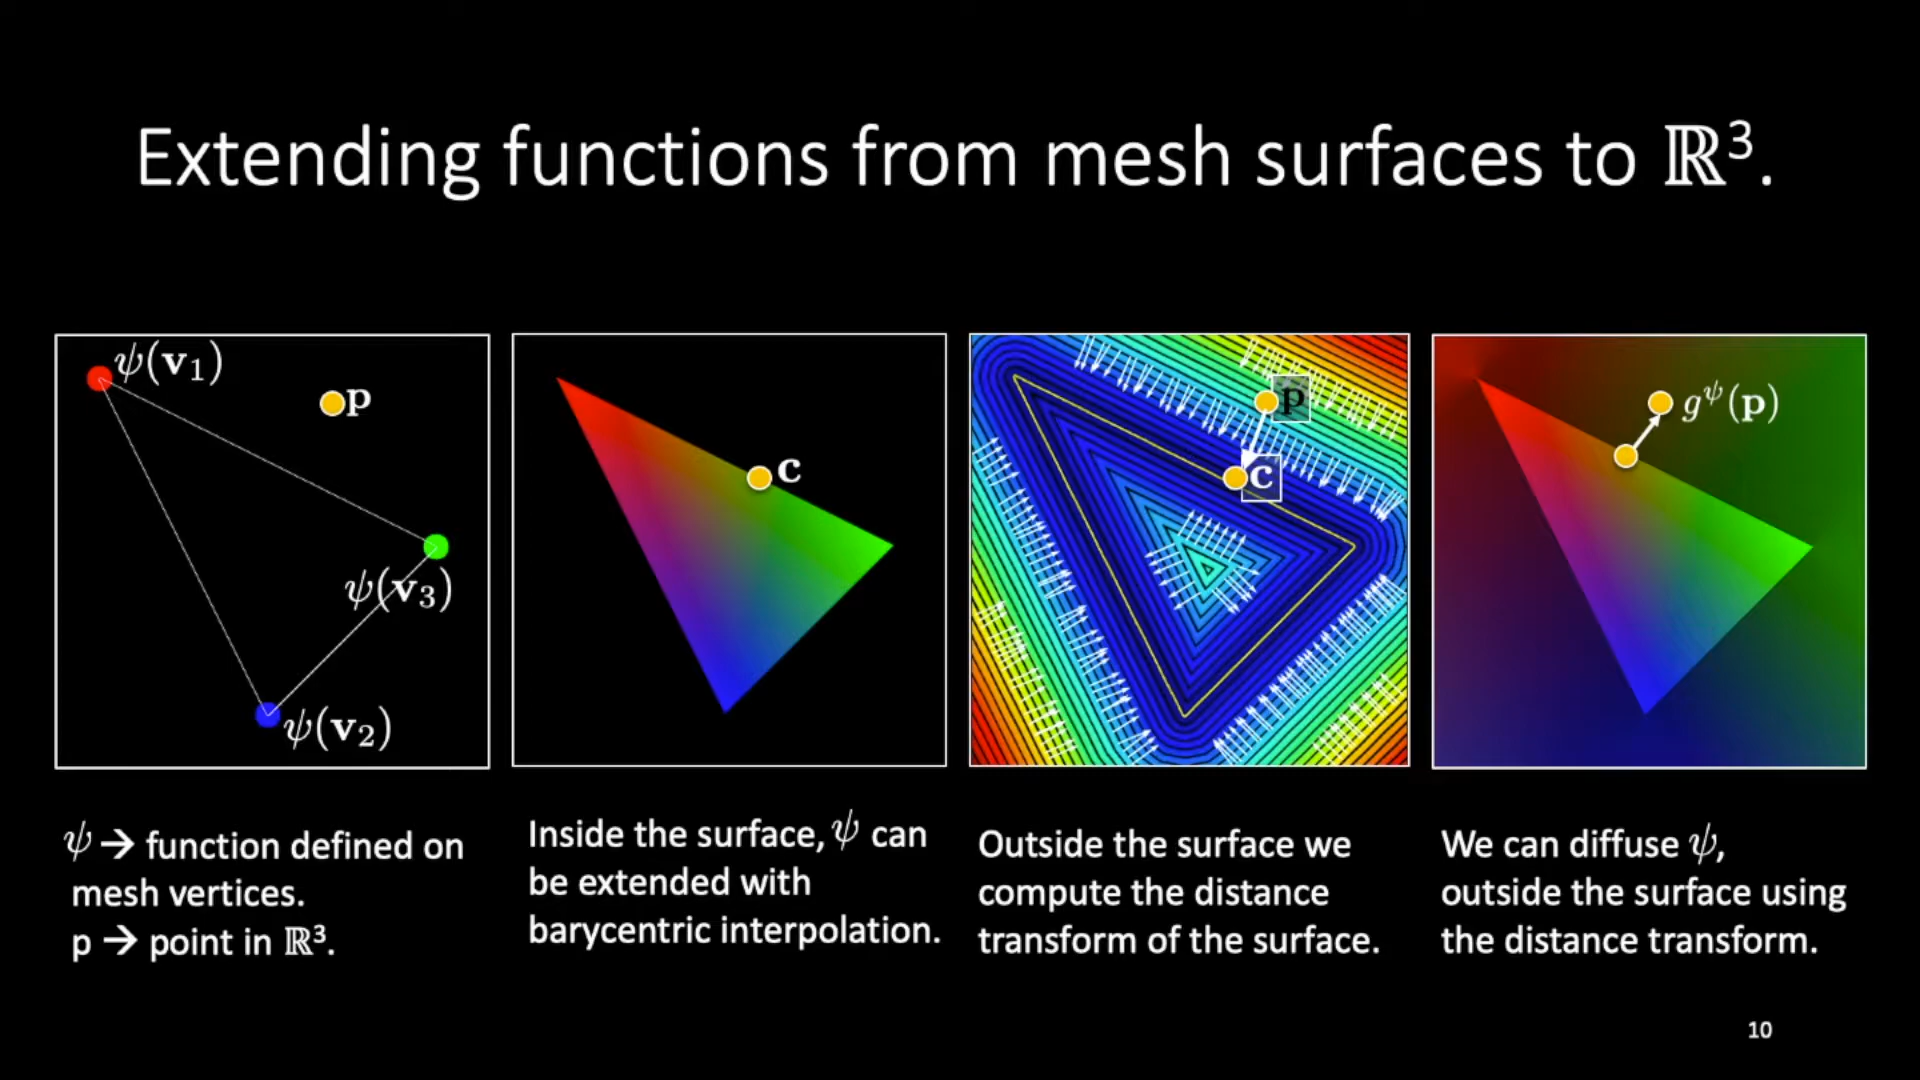 Extending functions from mesh surfaces to ℝ³.
ψ(v₁)
p
ψ(v₃)
ψ(v₂)
c
p
c
g^ψ(p)
ψ → function defined on
mesh vertices.
p → point in ℝ³.
Inside the surface, ψ can
be extended with
barycentric interpolation.
Outside the surface we
compute the distance
transform of the surface.
We can diffuse ψ,
outside the surface using
the distance transform.
10